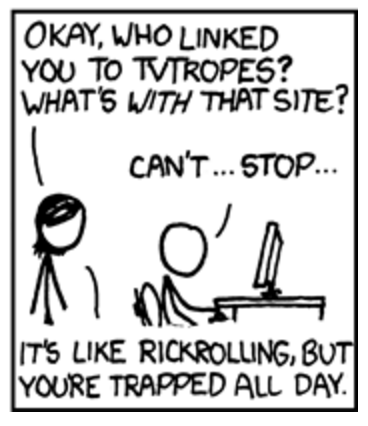 OKAY, WHO LINKED
YOU TO TVTROPES?
WHAT'S WITH THAT SITE?
CAN'T... STOP...
IT'S LIKE RICKROLLING, BUT
YOU'RE TRAPPED ALL DAY.